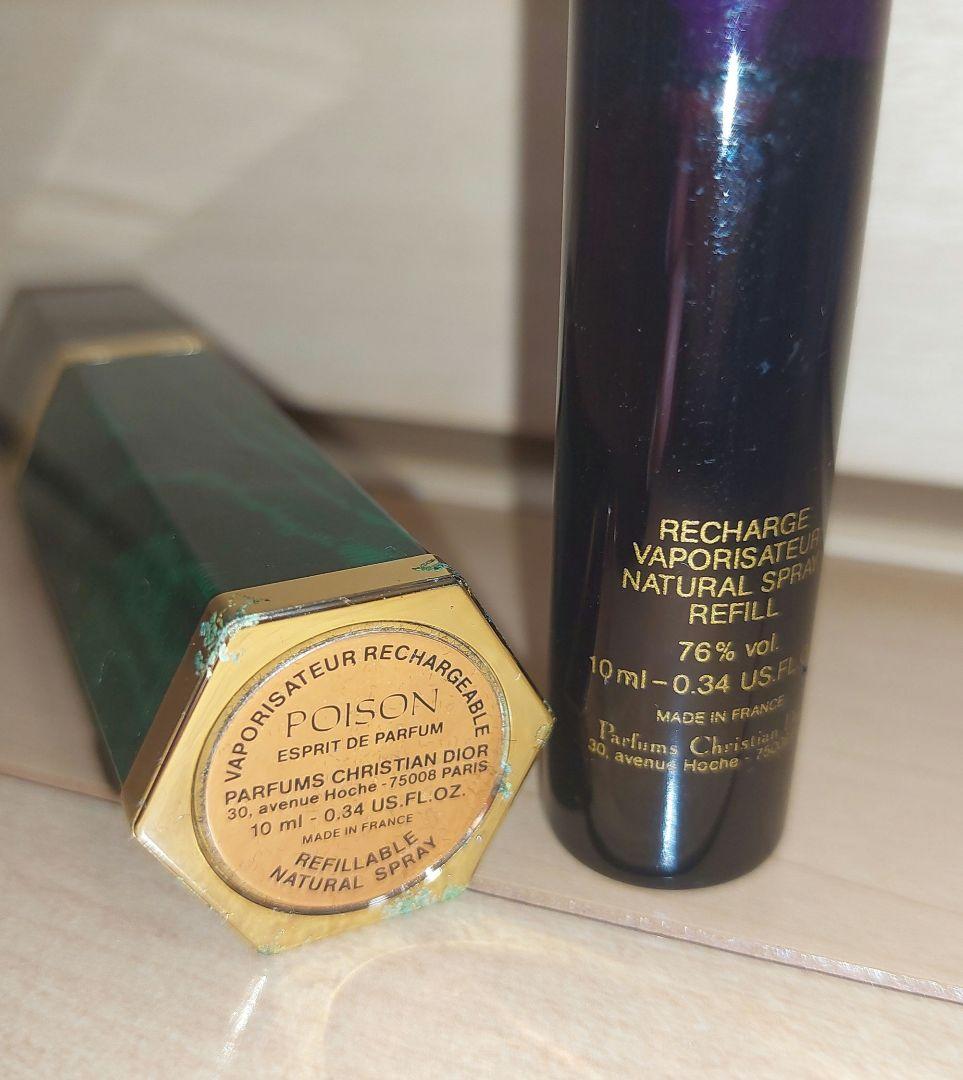 VAPORISATEUR RECHARGEABLE
POISON
ESPRIT DE PARFUM
PARFUMS CHRISTIAN DIOR
30, avenue Hoche - 75008 PARIS
10 ml - 0.34 US.FL.OZ.
MADE IN FRANCE
REFILLABLE
NATURAL SPRAY
RECHARGE
VAPORISATEUR
NATURAL SPRAY
REFILL
76% vol.
10 ml - 0.34 US.FL.
MADE IN FRANCE
Parfums Christian
30, avenue Hoche -